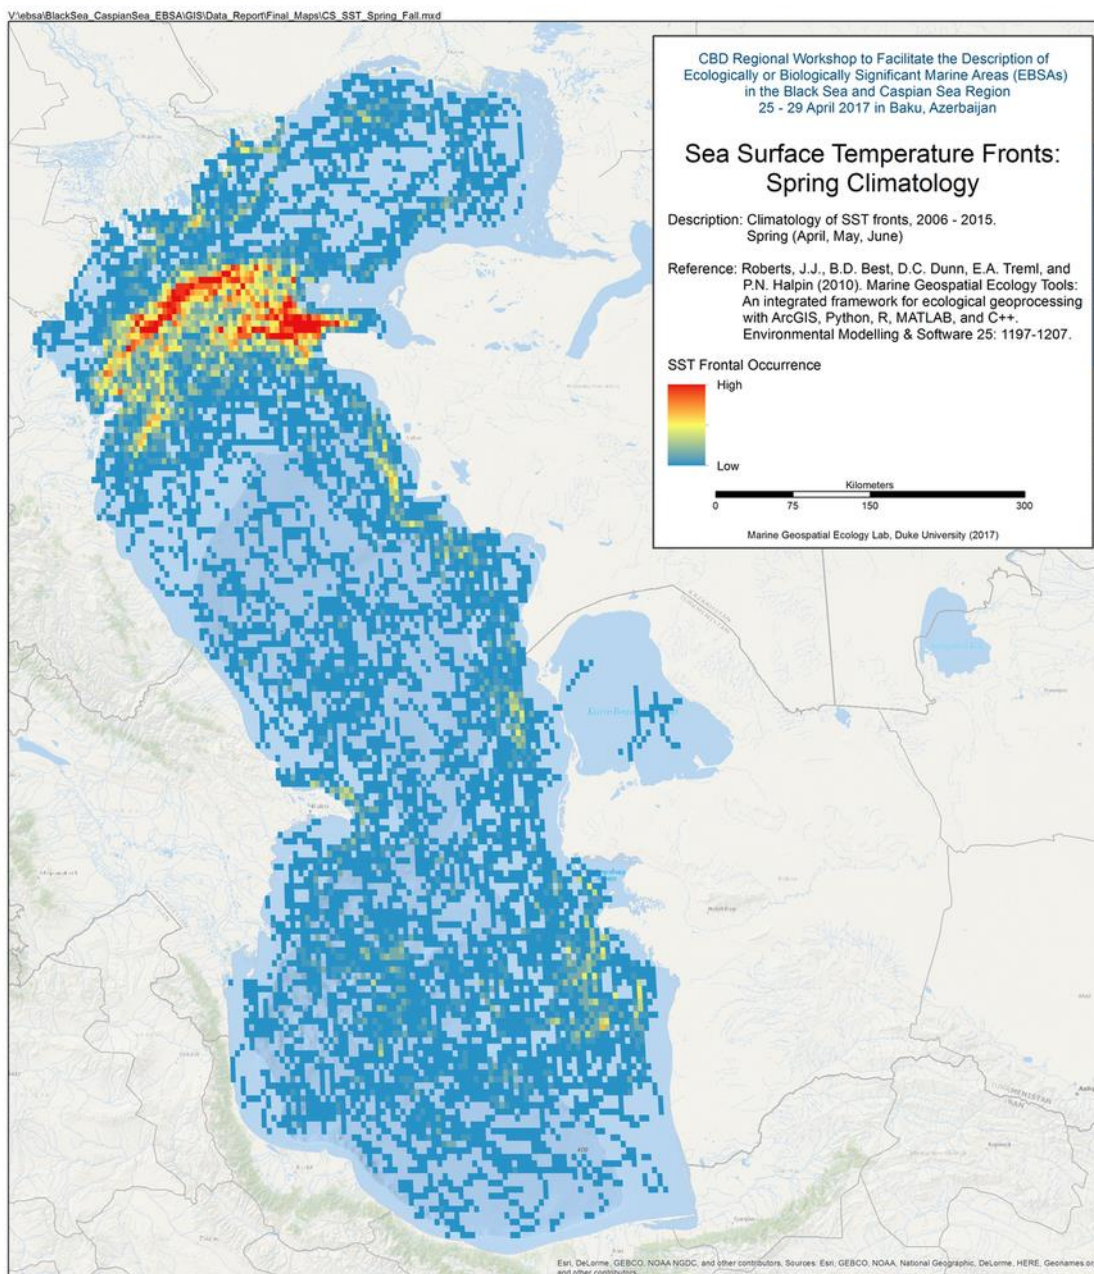 V:\ebsa\BlackSea_CaspianSea_EBSA\GIS\Data_Report\Final_Maps\CS_SST_Spring_Fall.mxd
CBD Regional Workshop to Facilitate the Description of
Ecologically or Biologically Significant Marine Areas (EBSAs)
in the Black Sea and Caspian Sea Region
25 - 29 April 2017 in Baku, Azerbaijan
Sea Surface Temperature Fronts:
Spring Climatology
Description: Climatology of SST fronts, 2006 - 2015.
Spring (April, May, June)
Reference: Roberts, J.J., B.D. Best, D.C. Dunn, E.A. Treml, and
P.N. Halpin (2010). Marine Geospatial Ecology Tools:
An integrated framework for ecological geoprocessing
with ArcGIS, Python, R, MATLAB, and C++.
Environmental Modelling & Software 25: 1197-1207.
SST Frontal Occurrence
High
Low
Kilometers
0 75 150 300
Marine Geospatial Ecology Lab, Duke University (2017)
KAZAKHSTAN
TURKMENISTAN
Baku
IRAN
Esri, DeLorme, GEBCO, NOAA NGDC, and other contributors, Sources: Esri, GEBCO, NOAA, National Geographic, DeLorme, HERE, Geonames.or
and other contributors